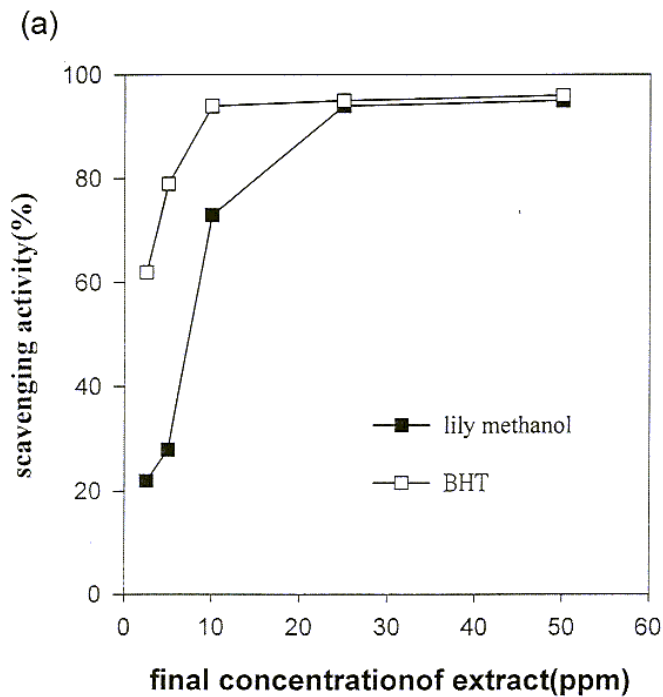 (a)
100
80
60
40
20
0
scavenging activity(%)
lily methanol
BHT
0 10 20 30 40 50 60
final concentrationof extract(ppm)